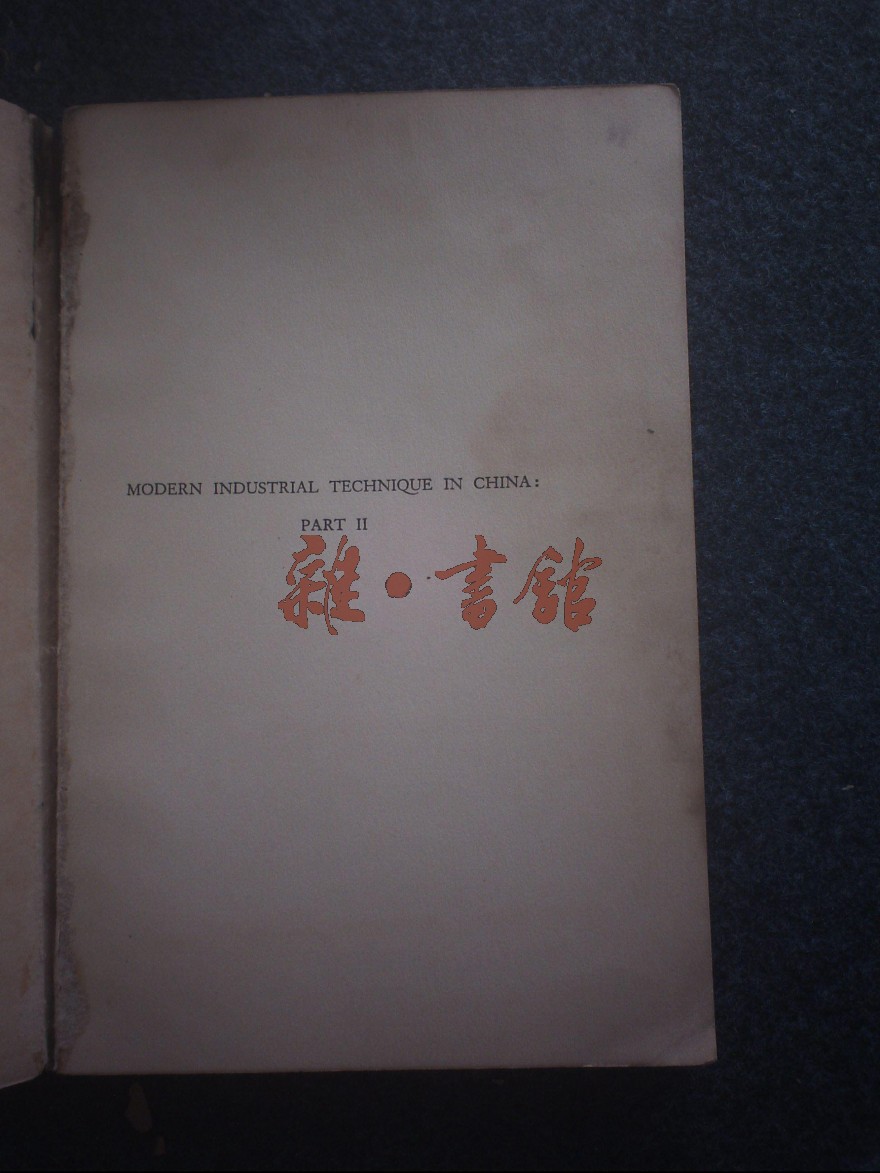 MODERN INDUSTRIAL TECHNIQUE IN CHINA:
PART II
雜·書館